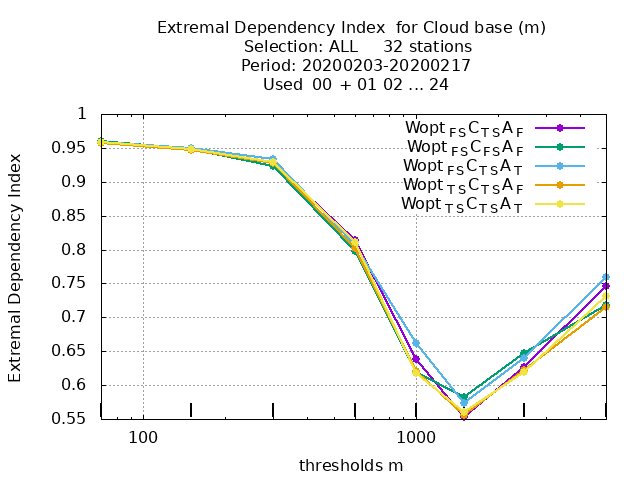 Extremal Dependency Index  for Cloud base (m)
Selection: ALL     32 stations
Period: 20200203-20200217
Used  00 + 01 02 ... 24
1
0.95
0.9
0.85
0.8
0.75
0.7
0.65
0.6
0.55
Extremal Dependency Index
Wopt FS C TS A F
Wopt FS C FS A F
Wopt FS C TS A T
Wopt TS C TS A F
Wopt TS C TS A T
100
1000
thresholds m